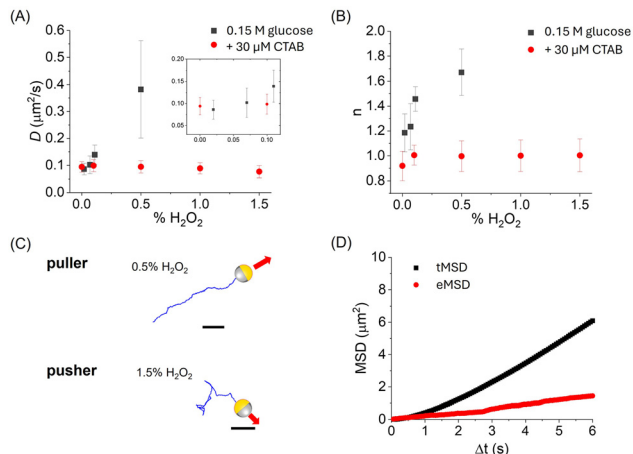 (A)
0.15 M glucose
+ 30 µM CTAB
0.6
0.5
0.4
0.3
0.2
0.1
0.0
D (µm²/s)
0.20
0.15
0.10
0.05
0.00
0.00 0.05 0.10
0.0 0.5 1.0 1.5
% H₂O₂
(B)
0.15 M glucose
+ 30 µM CTAB
2.0
1.8
1.6
1.4
1.2
1.0
0.8
n
0.0 0.5 1.0 1.5
% H₂O₂
(C)
puller
0.5% H₂O₂
pusher
1.5% H₂O₂
(D)
tMSD
eMSD
10
8
6
4
2
0
MSD (µm²)
0 1 2 3 4 5 6
Δt (s)